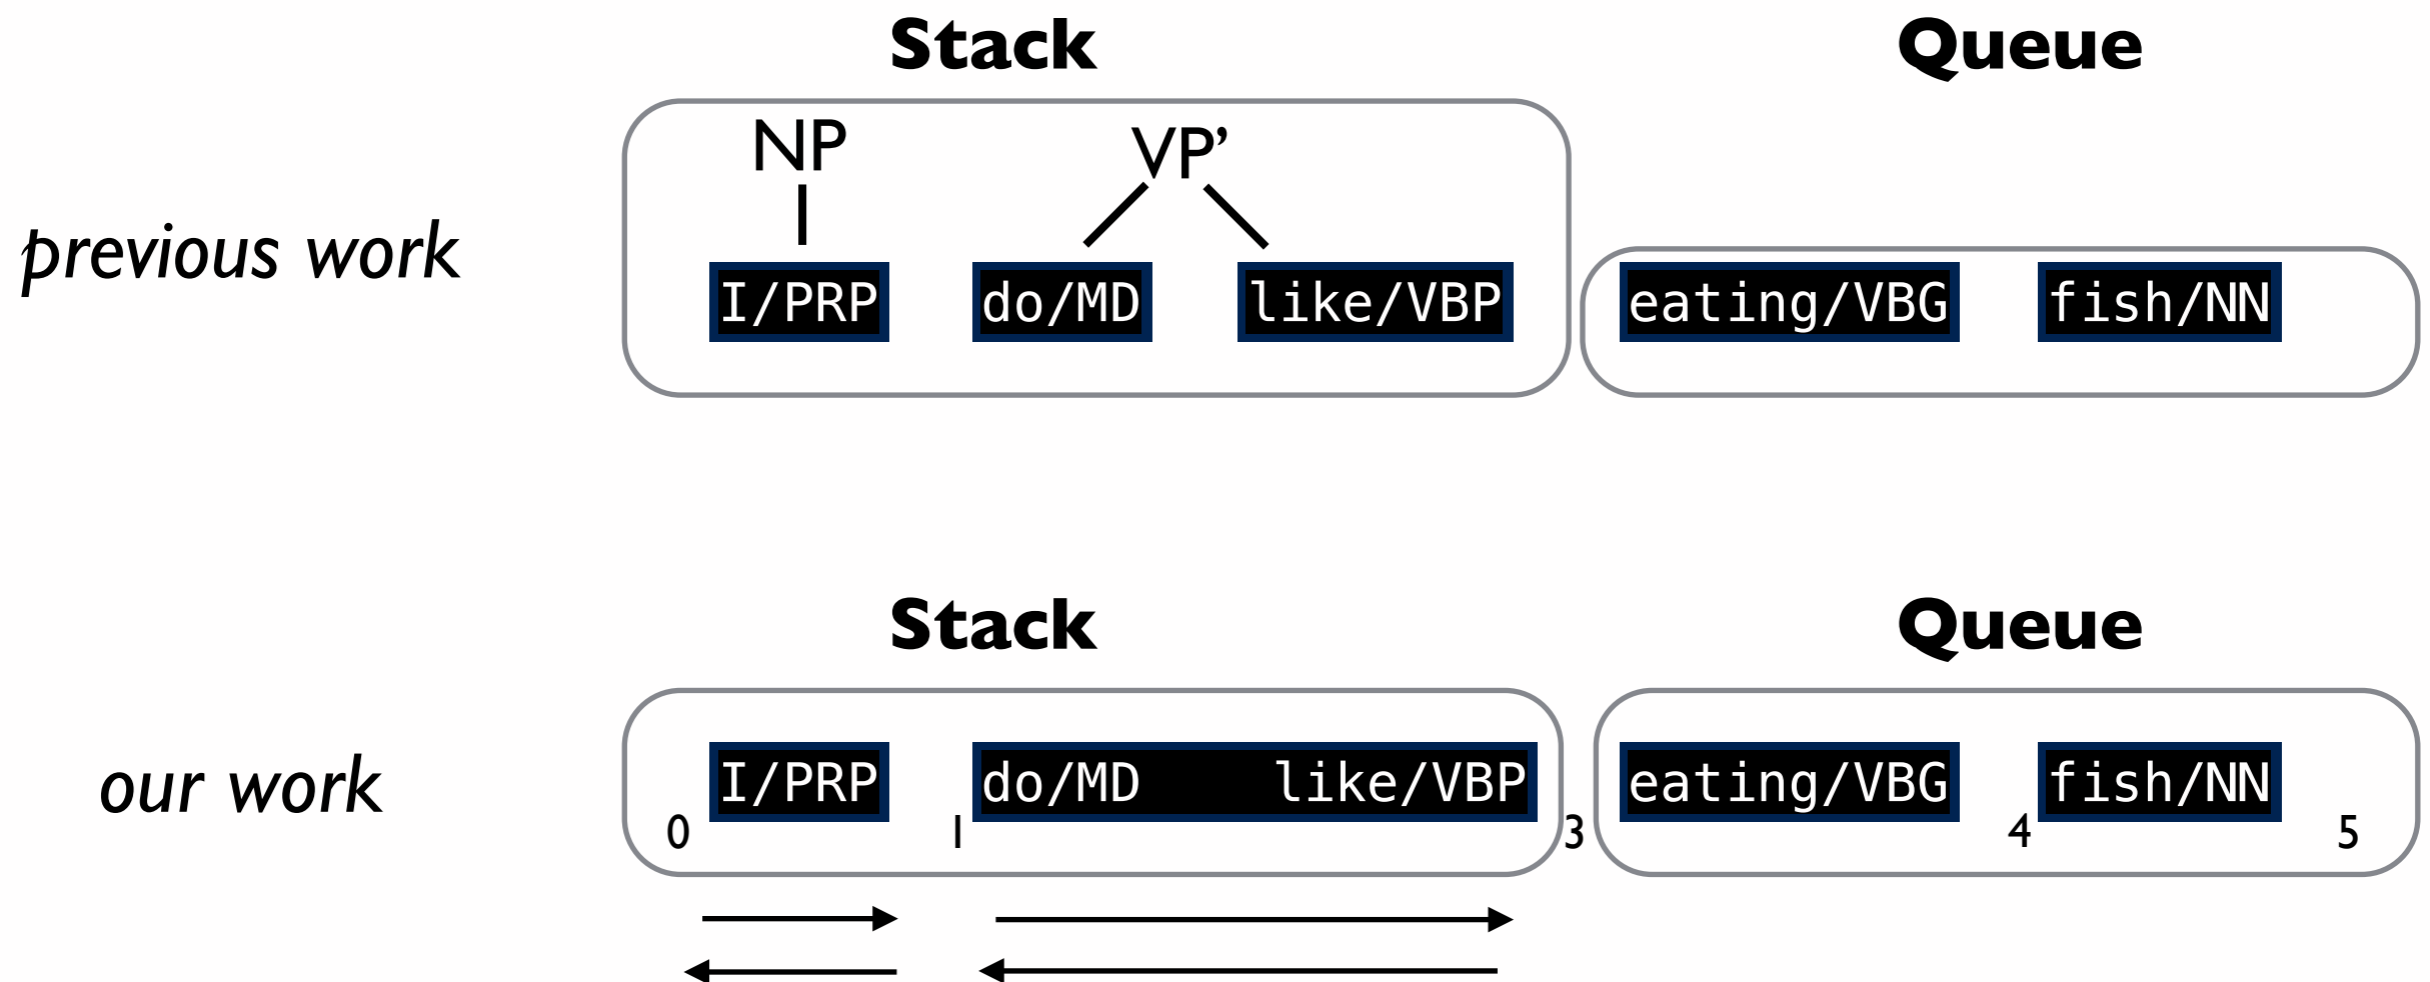 Stack Queue
NP VP’
previous work
I/PRP do/MD like/VBP eating/VBG fish/NN
Stack Queue
our work
I/PRP do/MD like/VBP eating/VBG fish/NN
0 1 3 4 5